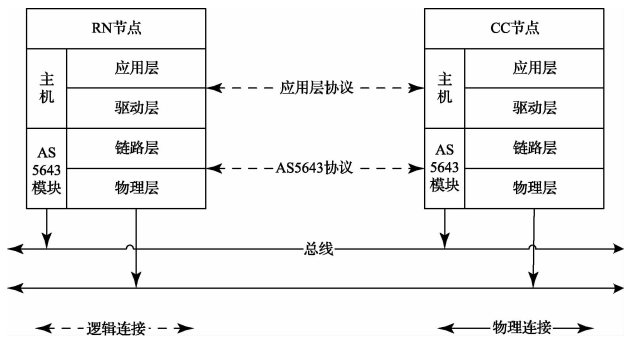 RN节点
CC节点
主机
应用层
驱动层
应用层协议
主机
应用层
驱动层
AS 5643 模块
链路层
物理层
AS5643协议
AS 5643 模块
链路层
物理层
总线
逻辑连接
物理连接